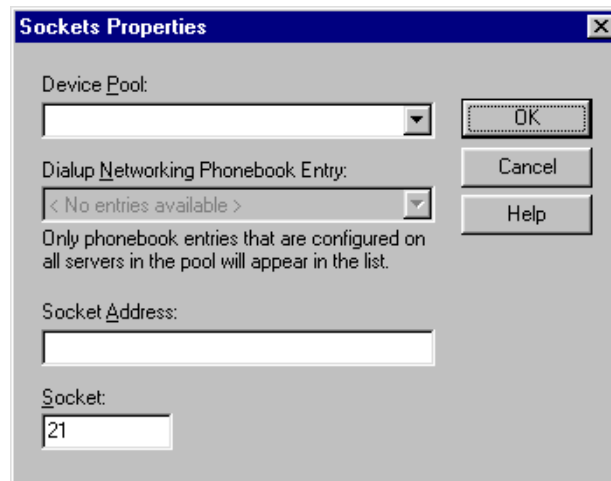 Sockets Properties
Device Pool:
OK
Dialup Networking Phonebook Entry:
Cancel
< No entries available >
Help
Only phonebook entries that are configured on
all servers in the pool will appear in the list.
Socket Address:
Socket:
21